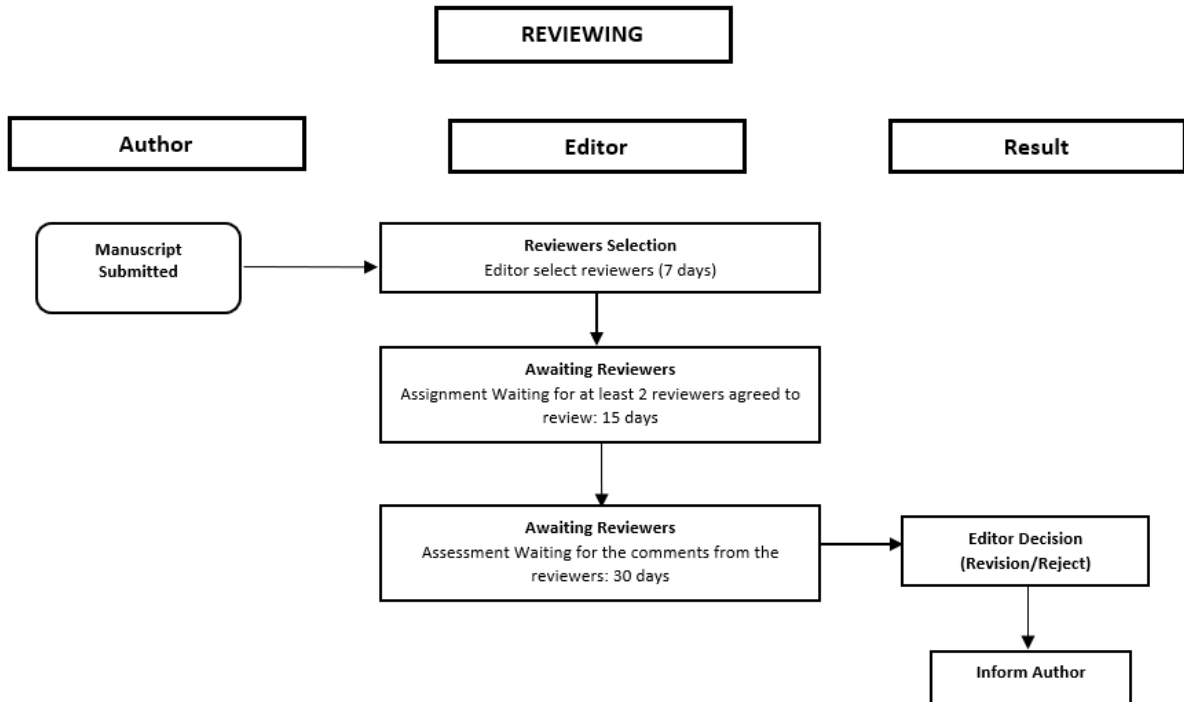 REVIEWING
Author
Editor
Result
Manuscript
Submitted
Reviewers Selection
Editor select reviewers (7 days)
Awaiting Reviewers
Assignment Waiting for at least 2 reviewers agreed to
review: 15 days
Awaiting Reviewers
Assessment Waiting for the comments from the
reviewers: 30 days
Editor Decision
(Revision/Reject)
Inform Author